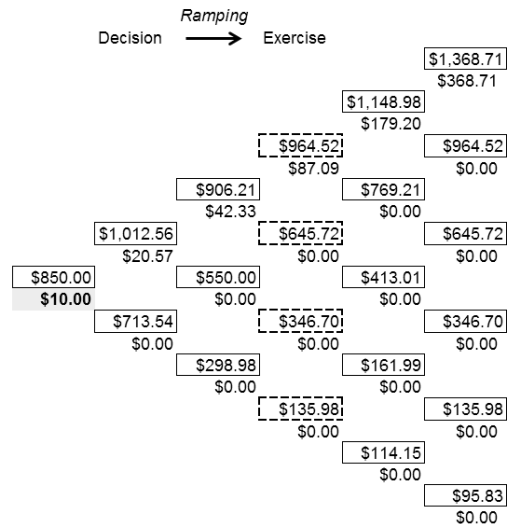 Ramping
Decision Exercise
$1,368.71
$368.71
$1,148.98
$179.20
$964.52 $964.52
$87.09 $0.00
$906.21 $769.21
$42.33 $0.00
$1,012.56 $645.72 $645.72
$20.57 $0.00 $0.00
$850.00 $550.00 $413.01
$10.00 $0.00 $0.00
$713.54 $346.70 $346.70
$0.00 $0.00 $0.00
$298.98 $161.99
$0.00 $0.00
$135.98 $135.98
$0.00 $0.00
$114.15
$0.00
$95.83
$0.00